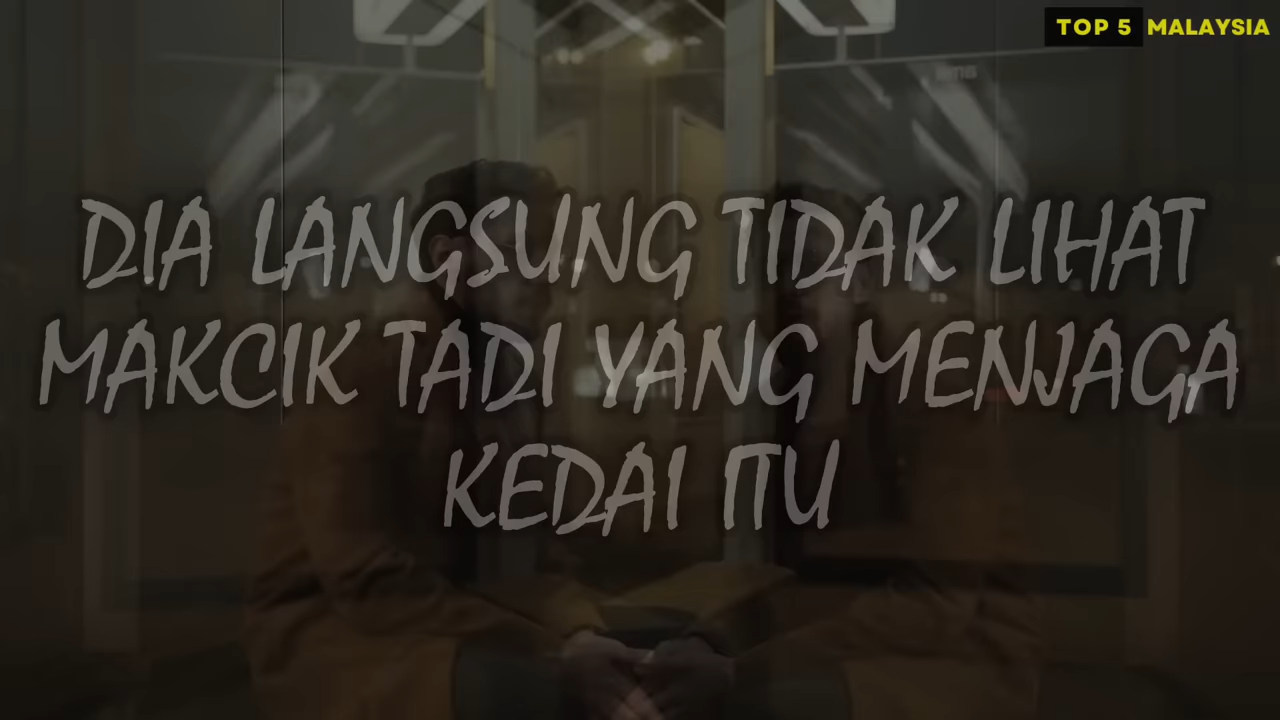 TOP 5 MALAYSIA
DIA LANGSUNG TIDAK LIHAT
MAKCIK TADI YANG MENJAGA
KEDAI ITU